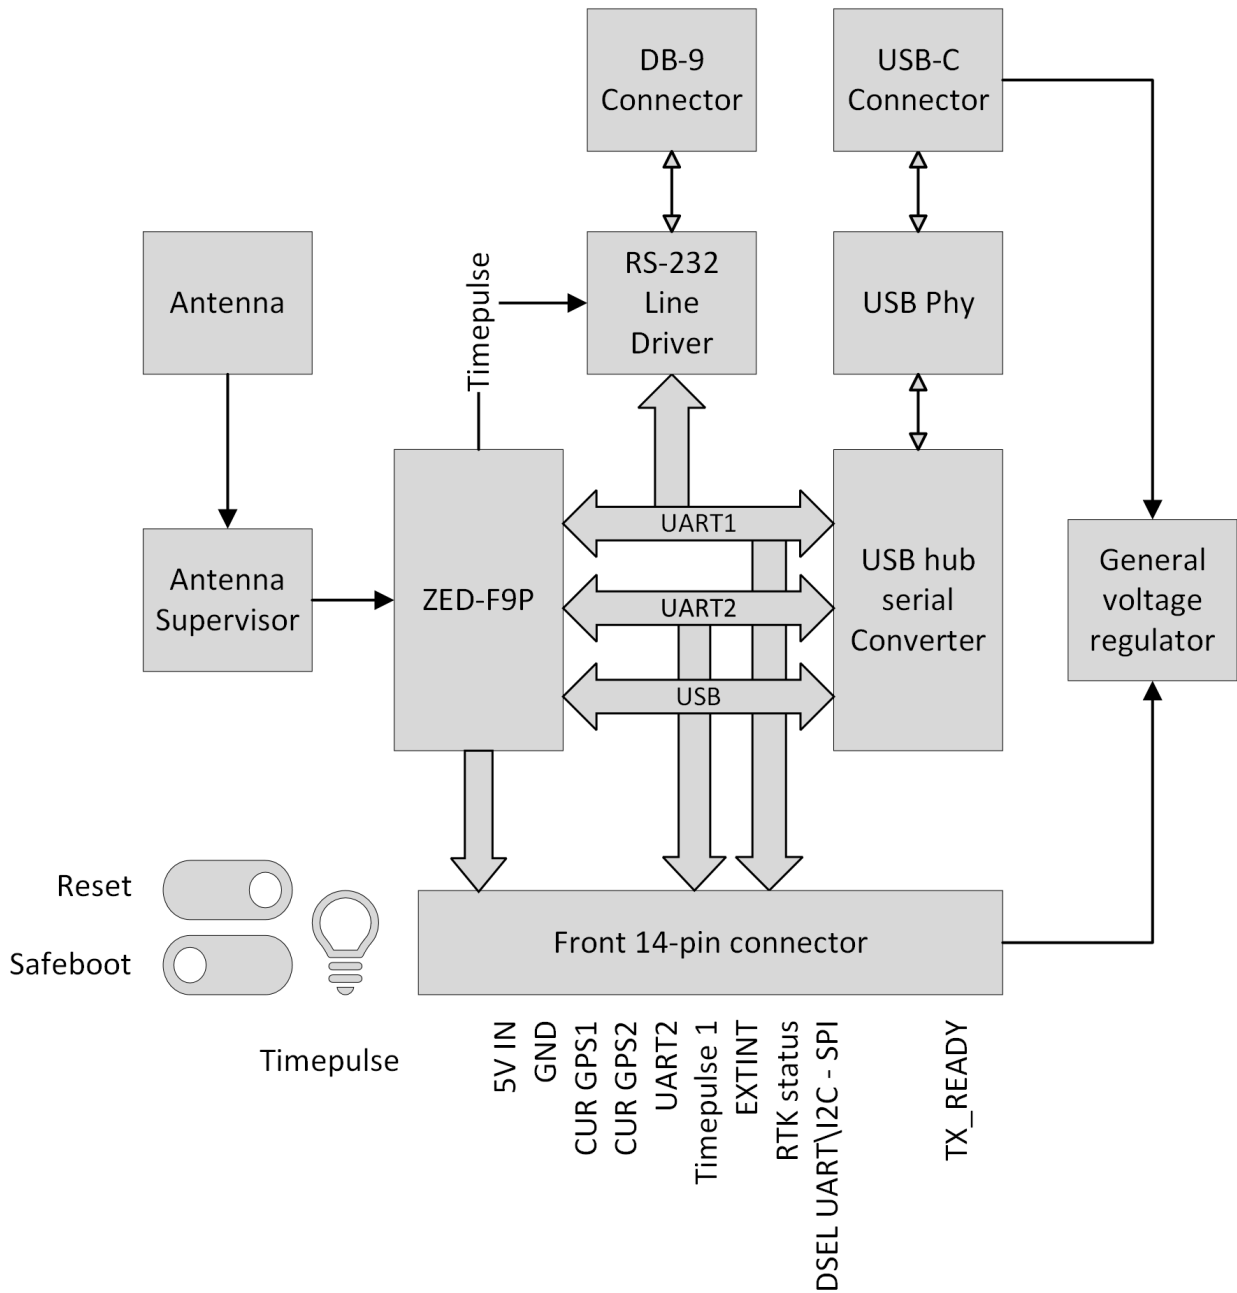 DB-9
Connector
USB-C
Connector
Antenna
Timepulse
RS-232
Line
Driver
USB Phy
Antenna
Supervisor
ZED-F9P
UART1
UART2
USB
USB hub
serial
Converter
General
voltage
regulator
Reset
Safeboot
Front 14-pin connector
Timepulse
5V IN
GND
CUR GPS1
CUR GPS2
UART2
Timepulse 1
EXTINT
RTK status
DSEL UART\I2C - SPI
TX_READY